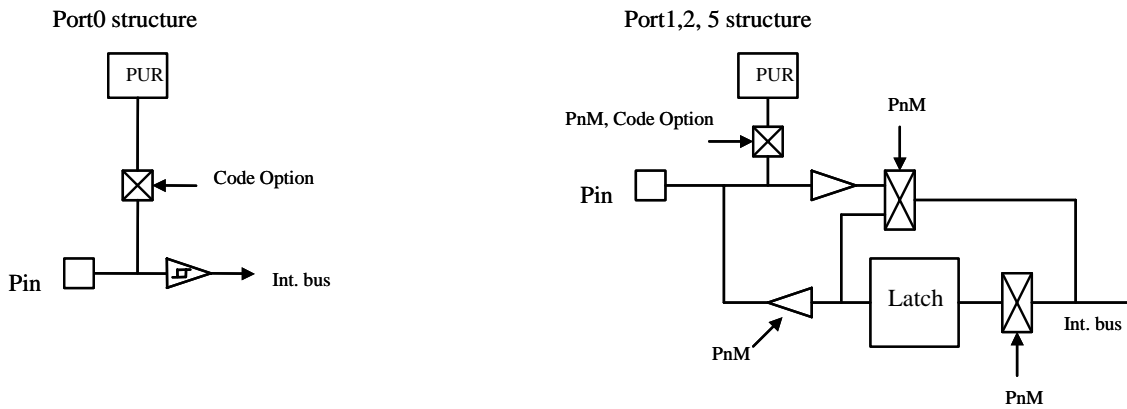 Port0 structure
PUR
Code Option
Pin
Int. bus
Port1,2, 5 structure
PUR
PnM
PnM, Code Option
Pin
Latch
Int. bus
PnM
PnM